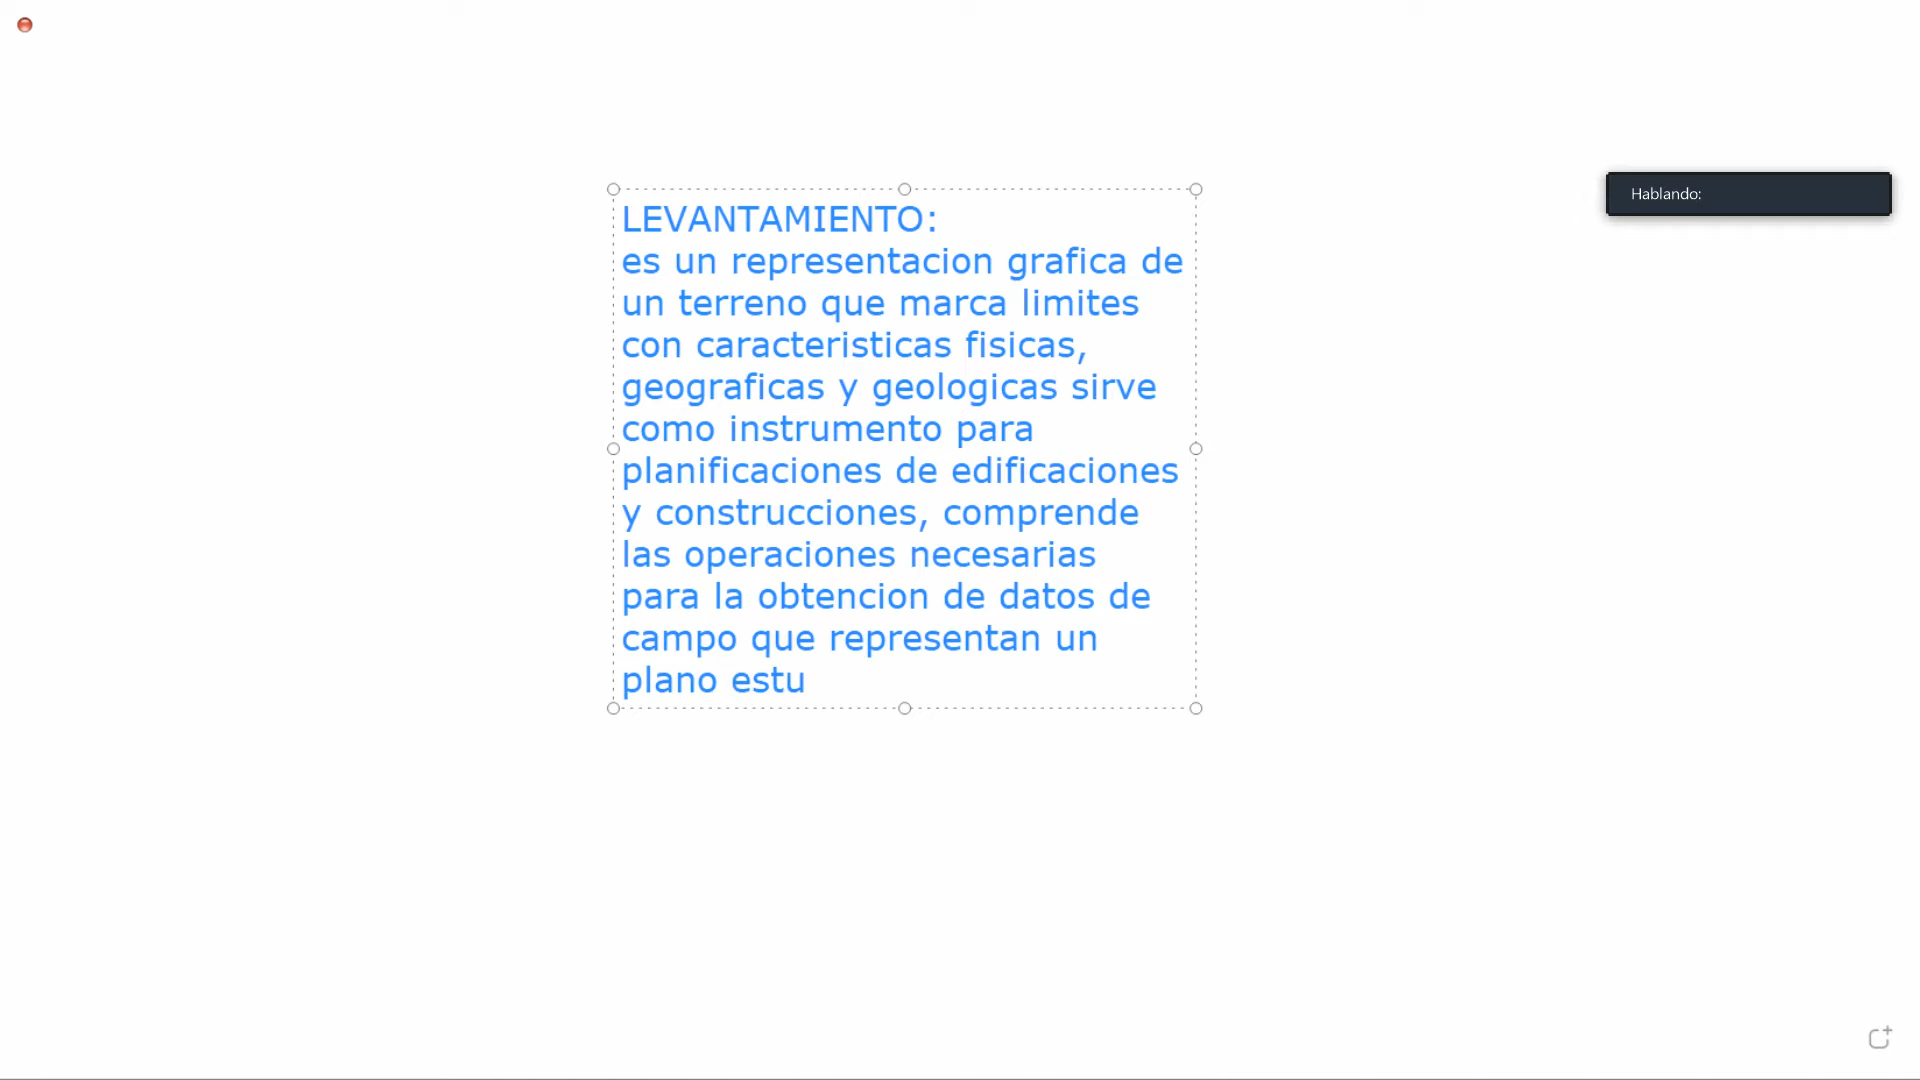 Hablando:
LEVANTAMIENTO:
es un representacion grafica de
un terreno que marca limites
con caracteristicas fisicas,
geograficas y geologicas sirve
como instrumento para
planificaciones de edificaciones
y construcciones, comprende
las operaciones necesarias
para la obtencion de datos de
campo que representan un
plano estu